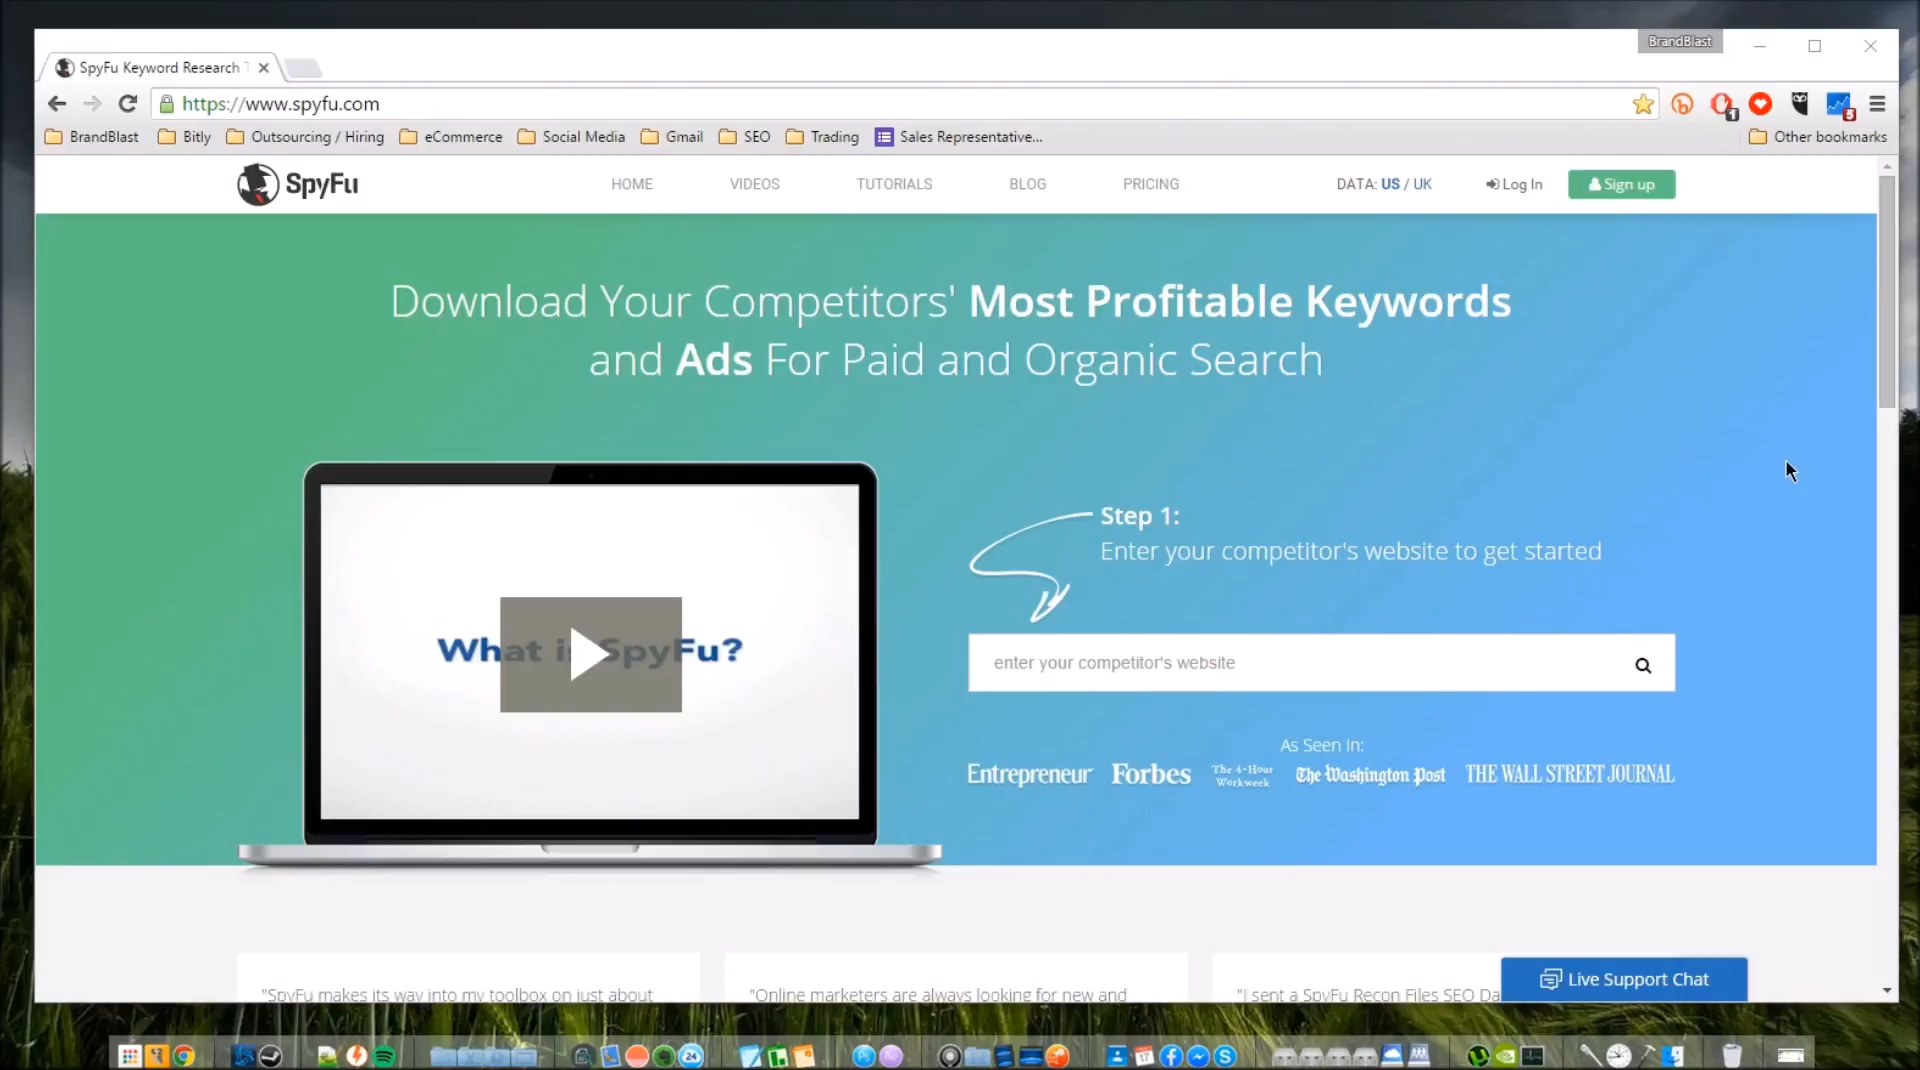 BrandBlast
SpyFu Keyword Research T
https://www.spyfu.com
1
5
BrandBlast Bitly Outsourcing / Hiring eCommerce Social Media Gmail SEO Trading Sales Representative... Other bookmarks
SpyFu HOME VIDEOS TUTORIALS BLOG PRICING DATA: US / UK Log In Sign up
Download Your Competitors' Most Profitable Keywords
and Ads For Paid and Organic Search
What is SpyFu?
Step 1:
Enter your competitor's website to get started
enter your competitor's website
As Seen In:
Entrepreneur Forbes The 4-Hour Workweek The Washington Post THE WALL STREET JOURNAL
"SpyFu makes its way into my toolbox on just about
"Online marketers are always looking for new and
"I sent a SpyFu Recon Files SEO Da
Live Support Chat
24
17